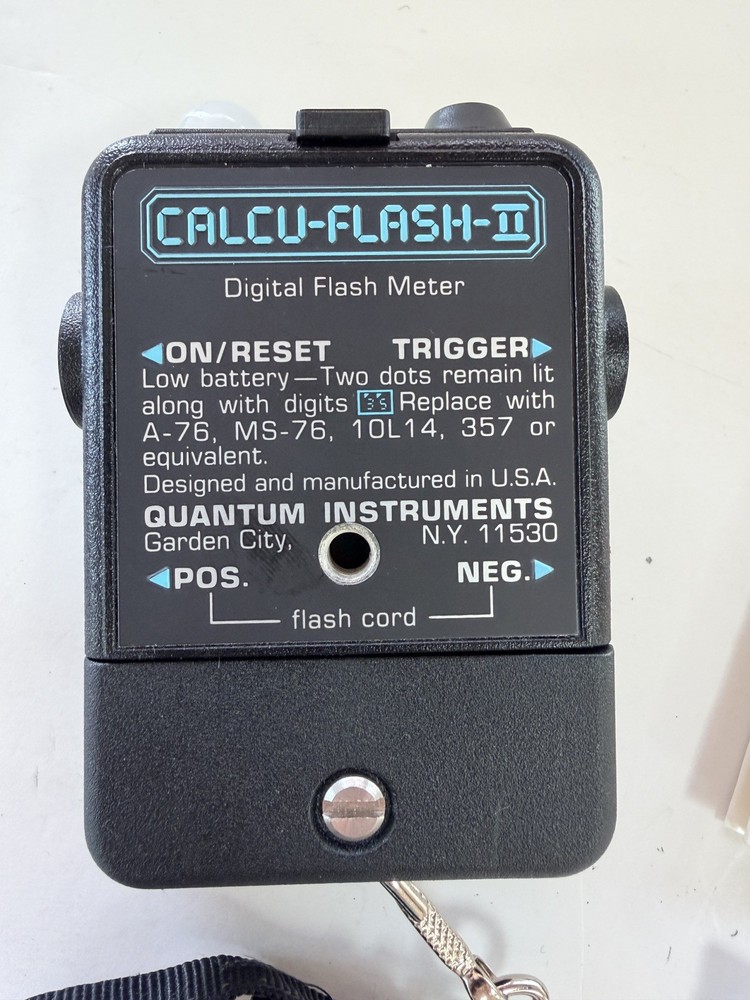 CALCU-FLASH-II
Digital Flash Meter
◀ON/RESET TRIGGER▶
Low battery—Two dots remain lit
along with digits 35 Replace with
A-76, MS-76, 10L14, 357 or
equivalent.
Designed and manufactured in U.S.A.
QUANTUM INSTRUMENTS
Garden City, N.Y. 11530
◀POS. NEG.▶
flash cord